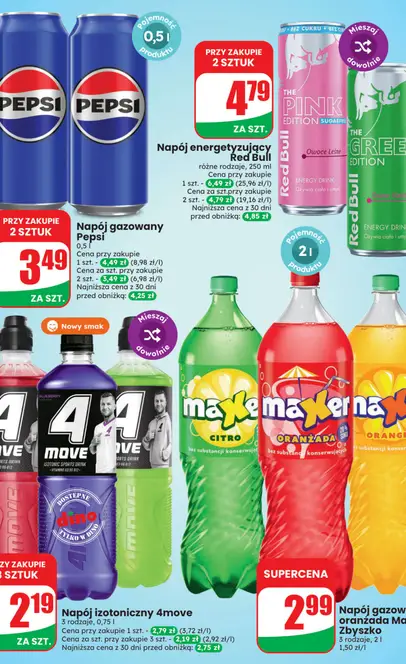 PEPSI
PEPSI
Pojemność
0,5 l
produktu
PRZY ZAKUPIE
2 SZTUK
4 79
ZA SZT.
Napój energetyzujący
Red Bull
różne rodzaje, 250 ml
Cena przy zakupie
1 szt. - 6,49 zł (25,96 zł/l)
Cena za szt. przy zakupie
2 szt. - 4,79 zł (19,16 zł/l)
Najniższa cena z 30 dni
przed obniżką: 4,85 zł
BEZ CUKRU
THE
PINK
EDITION
SUGARFREE
Red Bull
ENERGY DRINK
Mieszaj
dowolnie
THE
GREEN
EDITION
Red Bull
ENERGY DRINK
PRZY ZAKUPIE
2 SZTUK
3 49
ZA SZT.
Napój gazowany
Pepsi
0,5 l
Cena przy zakupie
1 szt. - 4,49 zł (8,98 zł/l)
Cena za szt. przy zakupie
2 szt. - 3,49 zł (6,98 zł/l)
Najniższa cena z 30 dni
przed obniżką: 4,25 zł
Pojemność
2 l
produktu
Nowy smak
Mieszaj
dowolnie
4
MOVE
4
MOVE
ISOTONIC SPORTS DRINK
4
MOVE
DOSTĘPNE
dino
TYLKO W DINO
maxer
CITRO
bez substancji konserwujących
maxer
ORANŻADA
bez substancji konserwujących
ma
ORANGE
PRZY ZAKUPIE
3 SZTUK
2 19
ZA SZT.
Napój izotoniczny 4move
3 rodzaje, 0,75 l
Cena przy zakupie 1 szt. - 2,79 zł (3,72 zł/l)
Cena za szt. przy zakupie 3 szt. - 2,19 zł (2,92 zł/l)
Najniższa cena z 30 dni przed obniżką: 2,75 zł
SUPERCENA
2 99
ZA SZT.
Napój gazow
oranżada Ma
Zbyszko
3 rodzaje, 2 l
1,50 zł/l